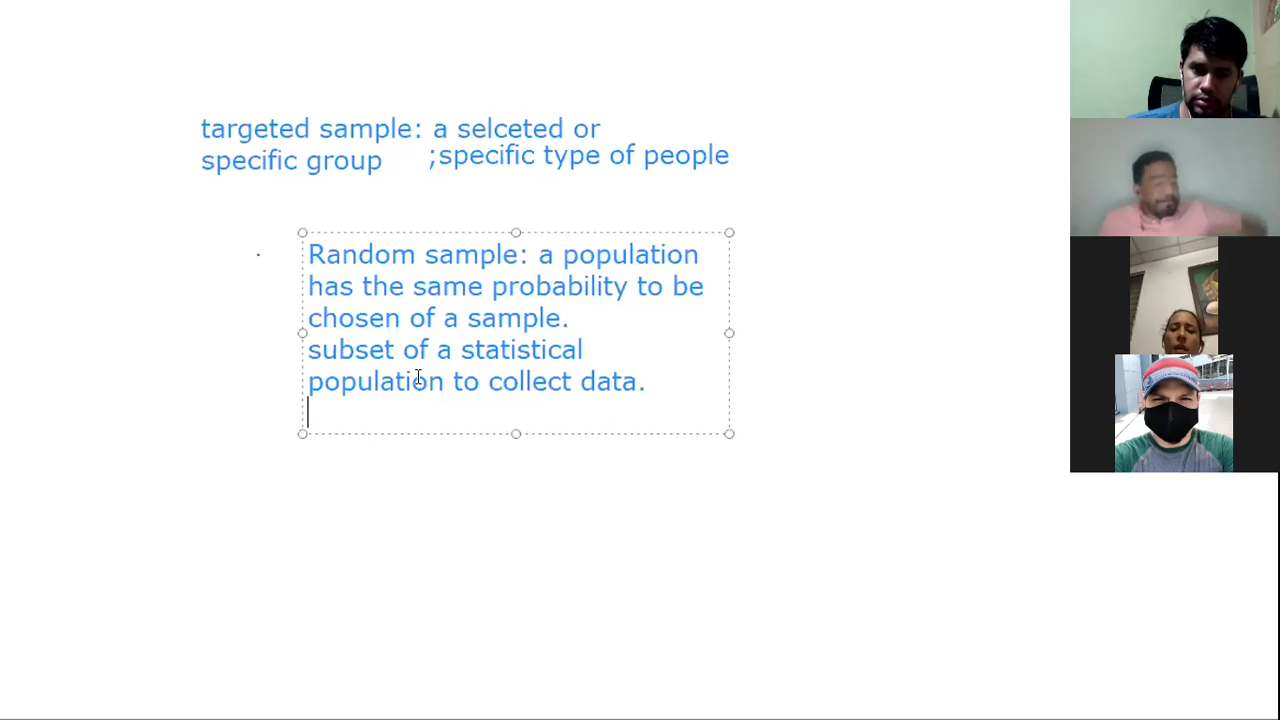 targeted sample: a selceted or
specific group ;specific type of people
Random sample: a population
has the same probability to be
chosen of a sample.
subset of a statistical
population to collect data.